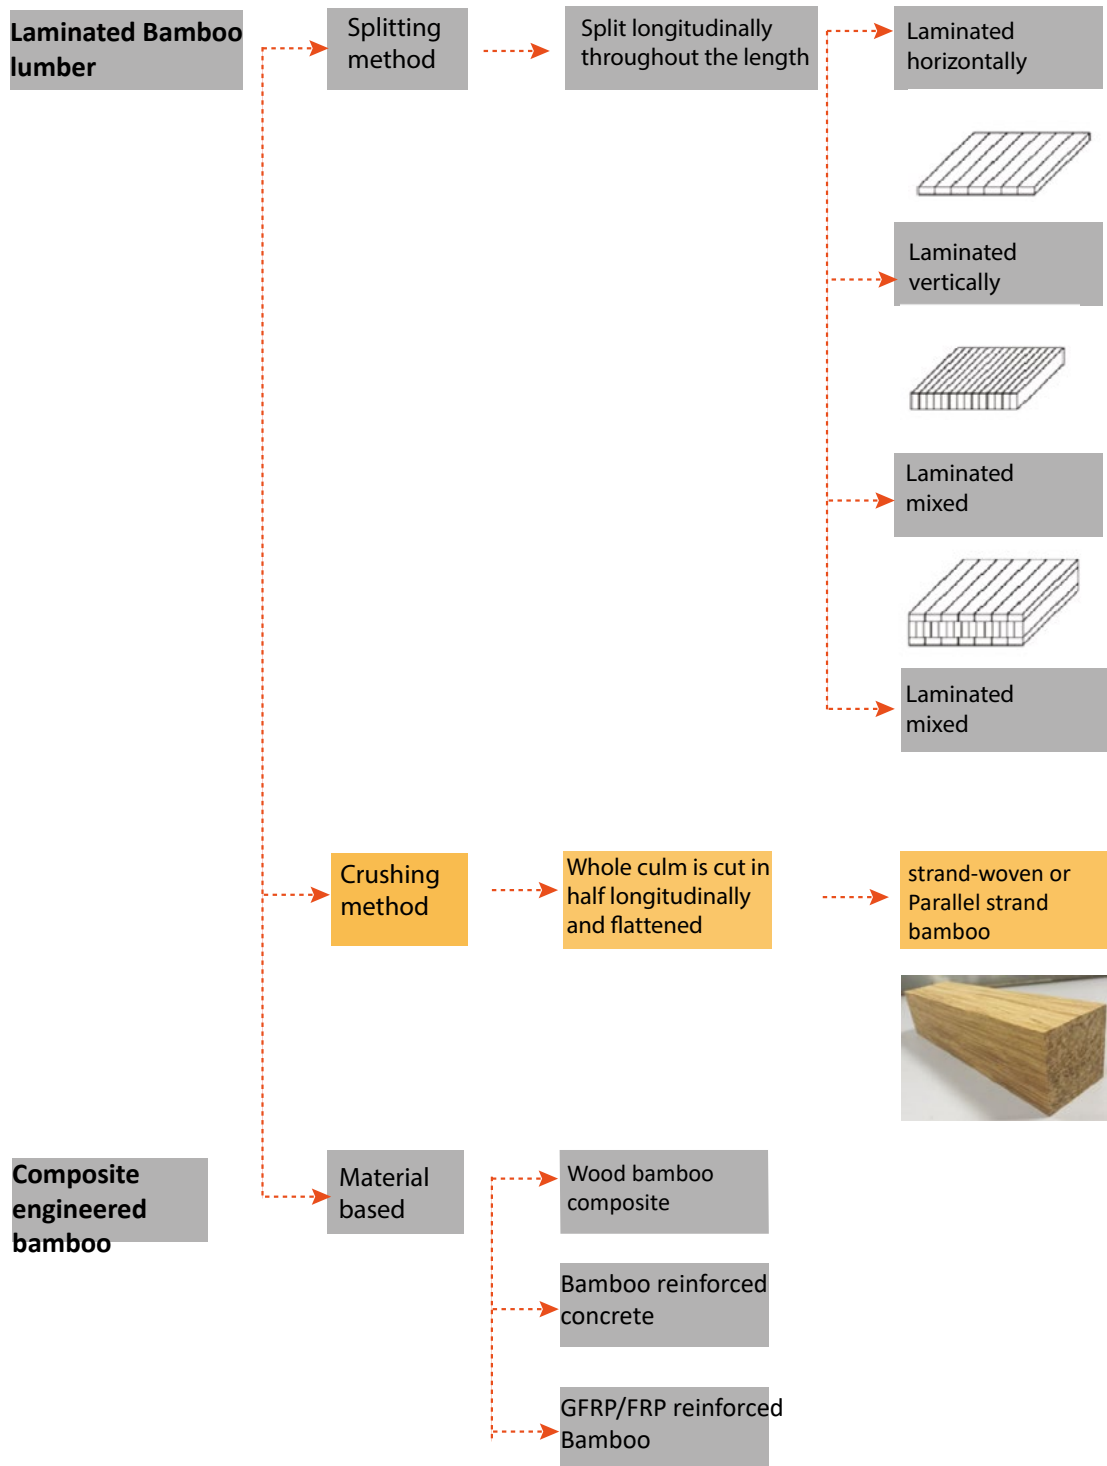 Laminated Bamboo
lumber
Splitting
method
Split longitudinally
throughout the length
Laminated
horizontally
Laminated
vertically
Laminated
mixed
Laminated
mixed
Crushing
method
Whole culm is cut in
half longitudinally
and flattened
strand-woven or
Parallel strand
bamboo
Composite
engineered
bamboo
Material
based
Wood bamboo
composite
Bamboo reinforced
concrete
GFRP/FRP reinforced
Bamboo